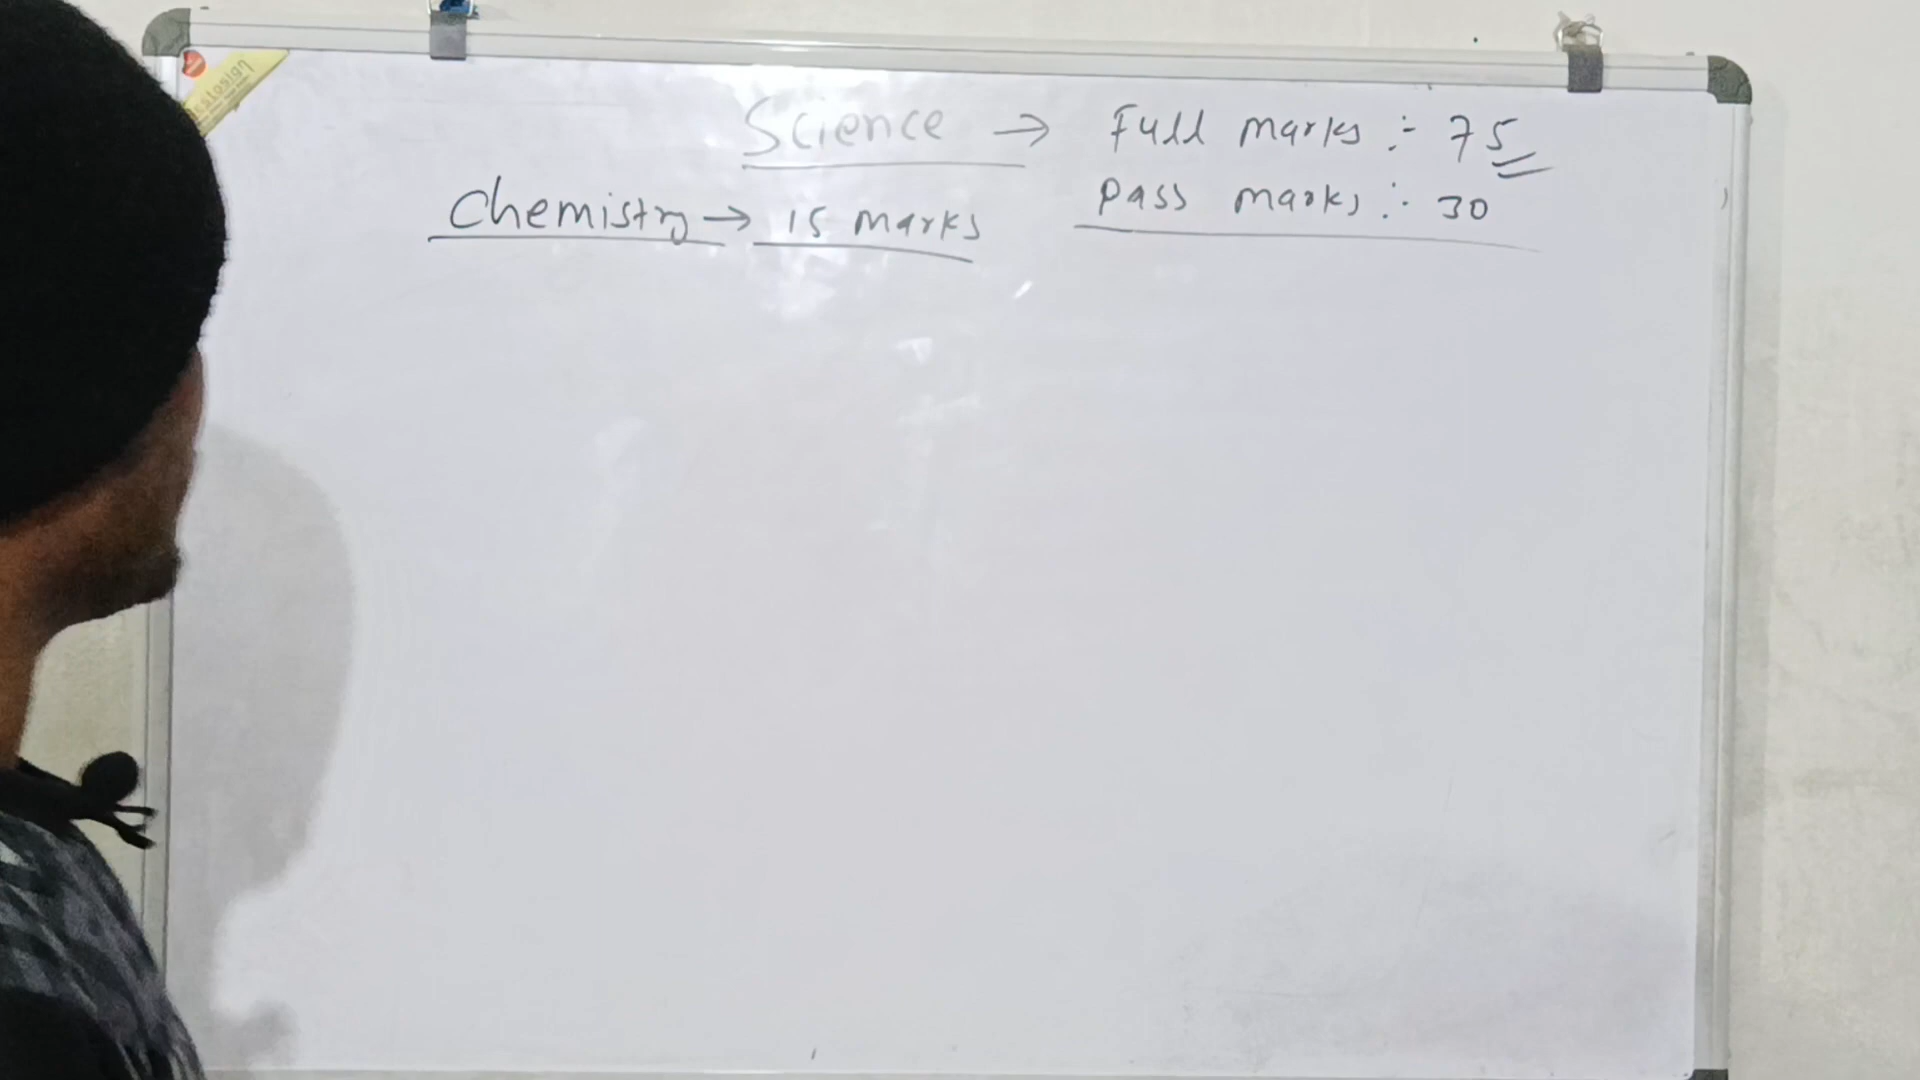 Science → Full marks :- 75
Pass marks :- 30
Chemistry → 15 marks